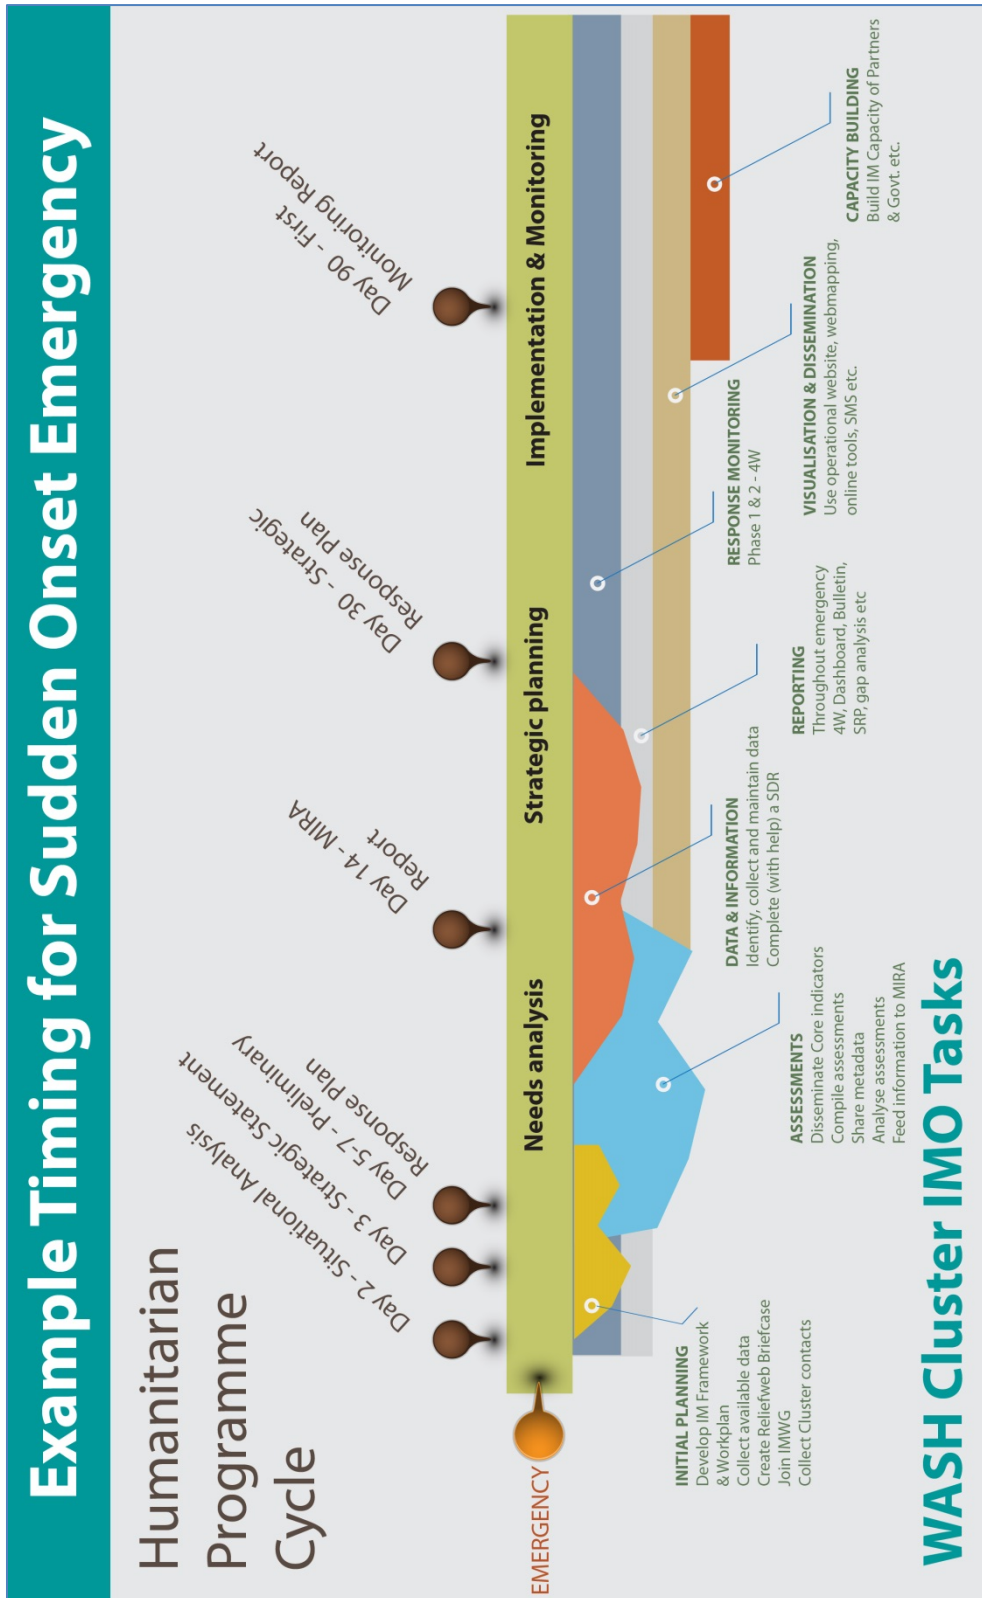 Example Timing for Sudden Onset Emergency
Humanitarian
Programme
Cycle
Day 2 - Situational Analysis
Day 3 - Strategic Statement
Day 5-7 - Preliminary
Response Plan
Day 14 - MIRA
Report
Day 30 - Strategic
Response Plan
Day 90 - First
Monitoring Report
EMERGENCY
Needs analysis
Strategic planning
Implementation & Monitoring
INITIAL PLANNING
Develop IM Framework
& Workplan
Collect available data
Create Reliefweb Briefcase
Join IMWG
Collect Cluster contacts
ASSESSMENTS
Disseminate Core indicators
Compile assessments
Share metadata
Analyse assessments
Feed information to MIRA
DATA & INFORMATION
Identify, collect and maintain data
Complete (with help) a SDR
REPORTING
Throughout emergency
4W, Dashboard, Bulletin,
SRP, gap analysis etc
RESPONSE MONITORING
Phase 1 & 2 - 4W
VISUALISATION & DISSEMINATION
Use operational website, webmapping,
online tools, SMS etc.
CAPACITY BUILDING
Build IM Capacity of Partners
& Govt. etc.
WASH Cluster IMO Tasks